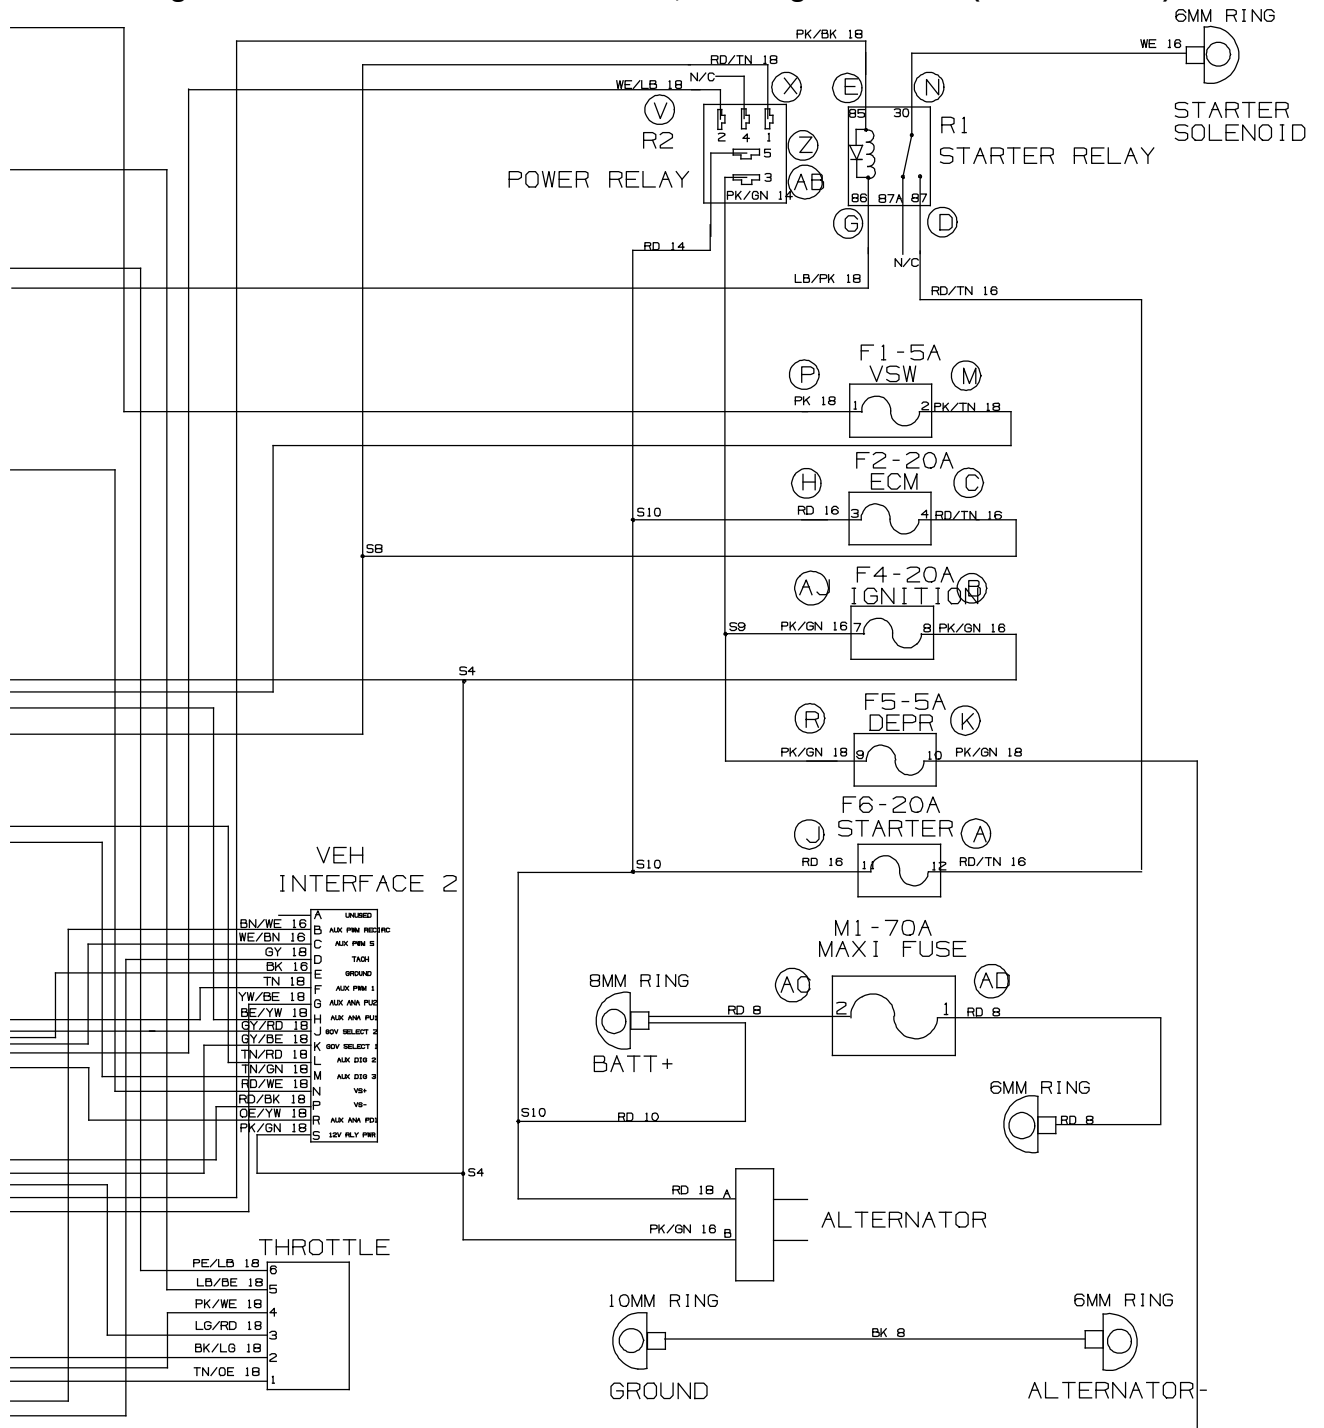 6MM RING
PK/BK 18
WE 16
RD/TN 18
N/C
WE/LB 18
X
E
N
V
85
30
STARTER
SOLENOID
R2
2
4
1
R1
STARTER RELAY
Z
5
POWER RELAY
3
AB
PK/GN 14
86
87A
87
G
D
RD 14
N/C
LB/PK 18
RD/TN 16
F1-5A
VSW
P
M
PK 18
1
2
PK/TN 18
F2-20A
ECM
H
C
S10
RD 16
3
4
RD/TN 16
S8
F4-20A
IGNITION
AJ
B
S9
PK/GN 16
7
8
PK/GN 16
S4
F5-5A
DEPR
R
K
PK/GN 18
9
10
PK/GN 18
F6-20A
STARTER
J
A
VEH
INTERFACE 2
S10
RD 16
11
12
RD/TN 16
A UNUSED
BN/WE 16 B AUX PWM RECIRC
WE/BN 16 C AUX PWM 5
GY 18 D TACH
BK 16 E GROUND
TN 18 F AUX PWM 1
YW/BE 18 G AUX ANA PU2
BE/YW 18 H AUX ANA PU1
GY/RD 18 J GOV SELECT 2
GY/BE 18 K GOV SELECT 1
TN/RD 18 L AUX DIG 2
TN/GN 18 M AUX DIG 3
RD/WE 18 N VS+
RD/BK 18 P VS-
OE/YW 18 R AUX ANA PD1
PK/GN 18 S 12V RLY PWR
M1-70A
MAXI FUSE
8MM RING
AD
RD 8
2
1
RD 8
BATT+
6MM RING
RD 8
S10
RD 10
S4
RD 18 A
PK/GN 16 B
ALTERNATOR
THROTTLE
PE/LB 18 6
LB/BE 18 5
PK/WE 18 4
LG/RD 18 3
BK/LG 18 2
TN/OE 18 1
10MM RING
6MM RING
BK 8
GROUND
ALTERNATOR-